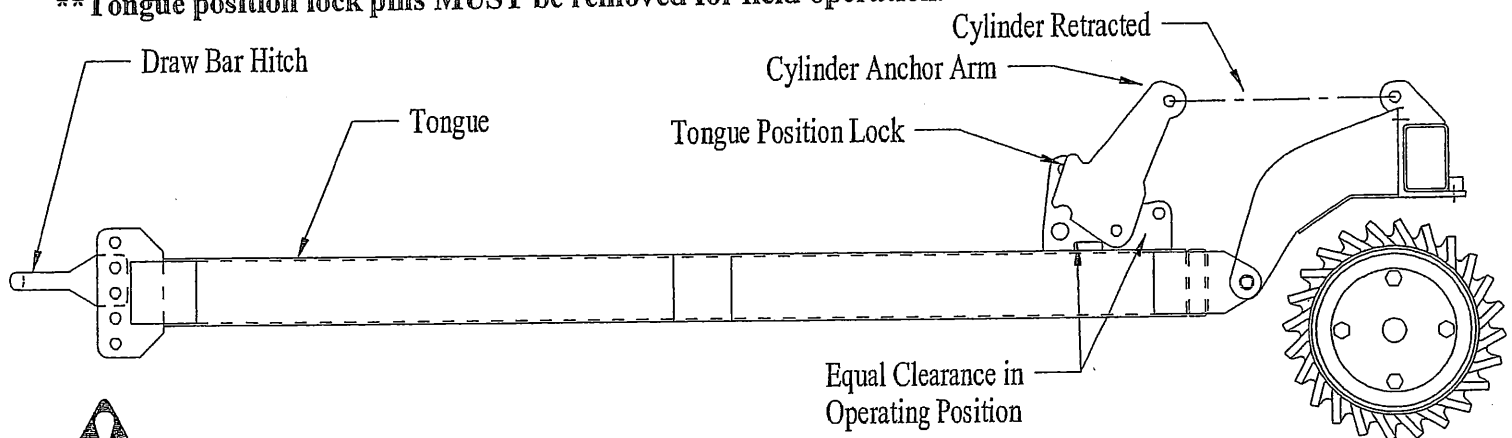 **Tongue position lock pins MUST be removed for field operation.
Cylinder Retracted
Draw Bar Hitch
Cylinder Anchor Arm
Tongue
Tongue Position Lock
Equal Clearance in
Operating Position